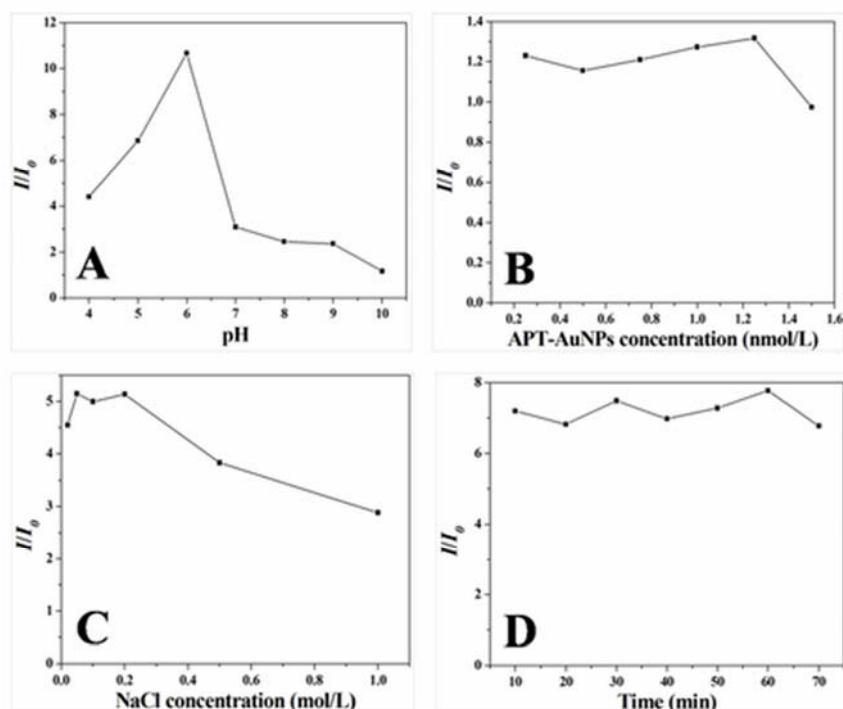 12
10
8
6
4
2
0
I/I0
A
4 5 6 7 8 9 10
pH
1.4
1.2
1.0
0.8
0.6
0.4
0.2
0.0
I/I0
B
0.2 0.4 0.6 0.8 1.0 1.2 1.4 1.6
APT-AuNPs concentration (nmol/L)
5
4
3
2
1
0
I/I0
C
0.0 0.2 0.4 0.6 0.8 1.0
NaCl concentration (mol/L)
8
6
4
2
0
I/I0
D
10 20 30 40 50 60 70
Time (min)